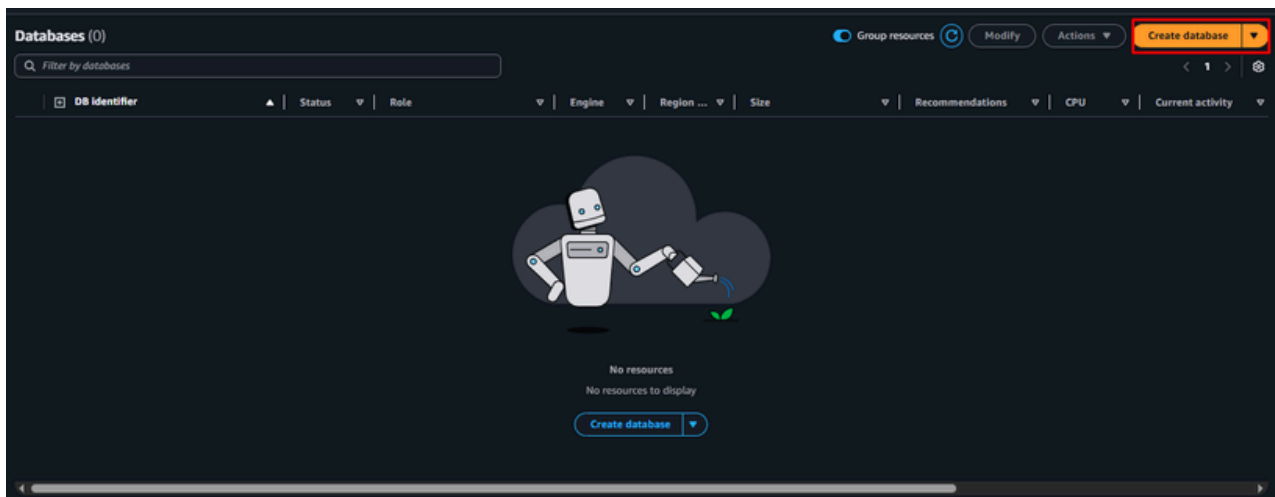 Databases (0) Group resources Modify Actions Create database
Filter by databases 1
DB identifier Status Role Engine Region ... Size Recommendations CPU Current activity
No resources
No resources to display
Create database